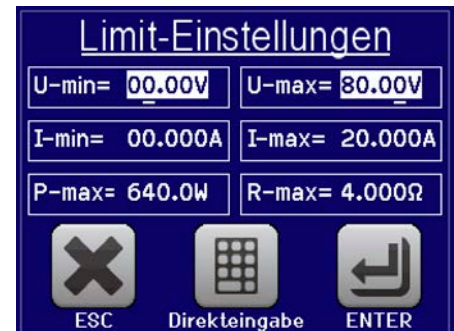 Limit-Einstellungen
U-min= 00.00V U-max= 80.00V
I-min= 00.000A I-max= 20.000A
P-max= 640.0W R-max= 4.000Ω
ESC Direkteingabe ENTER